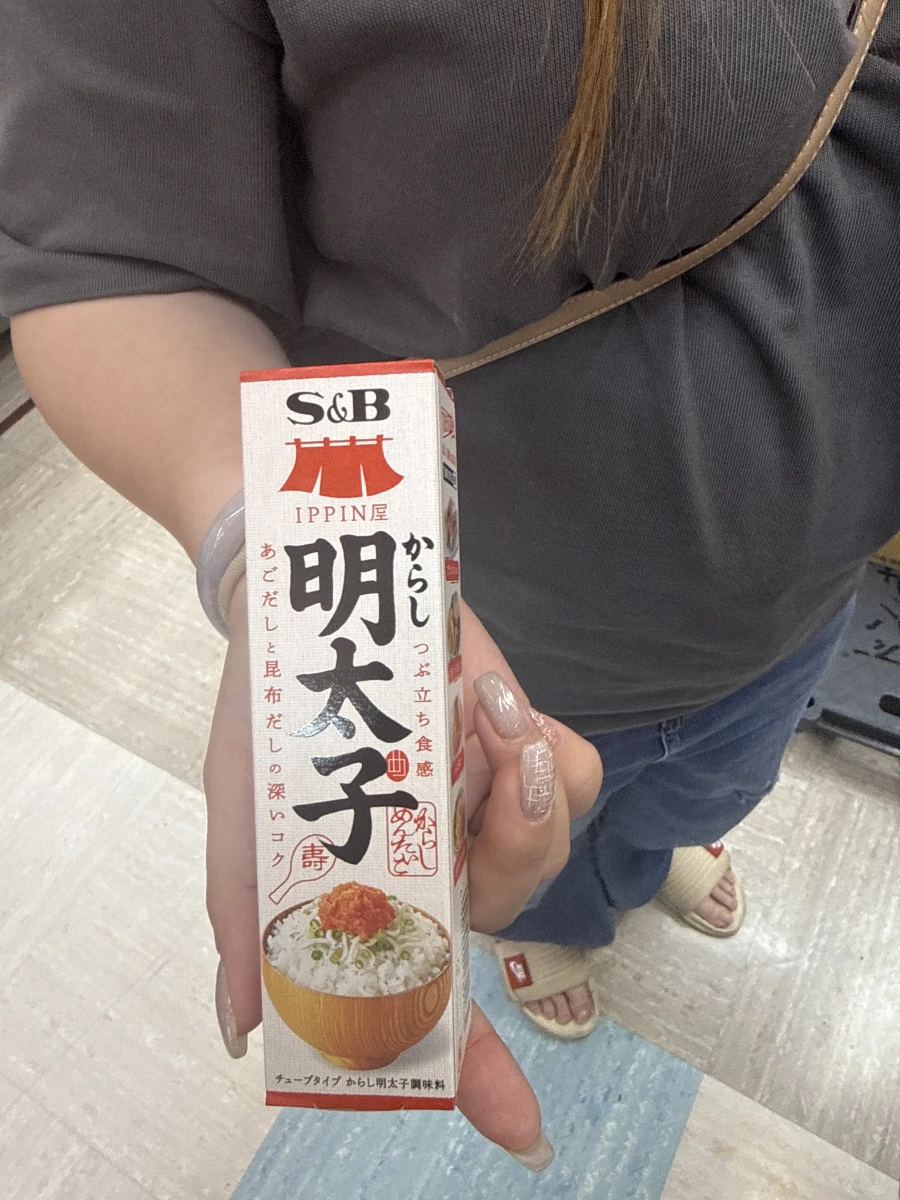 S&B
IPPIN屋
からし
明太子
つぶ立ち食感
あごだしと昆布だしの深いコク
からし
めんたいこ
寿
チューブタイプ からし明太子調味料